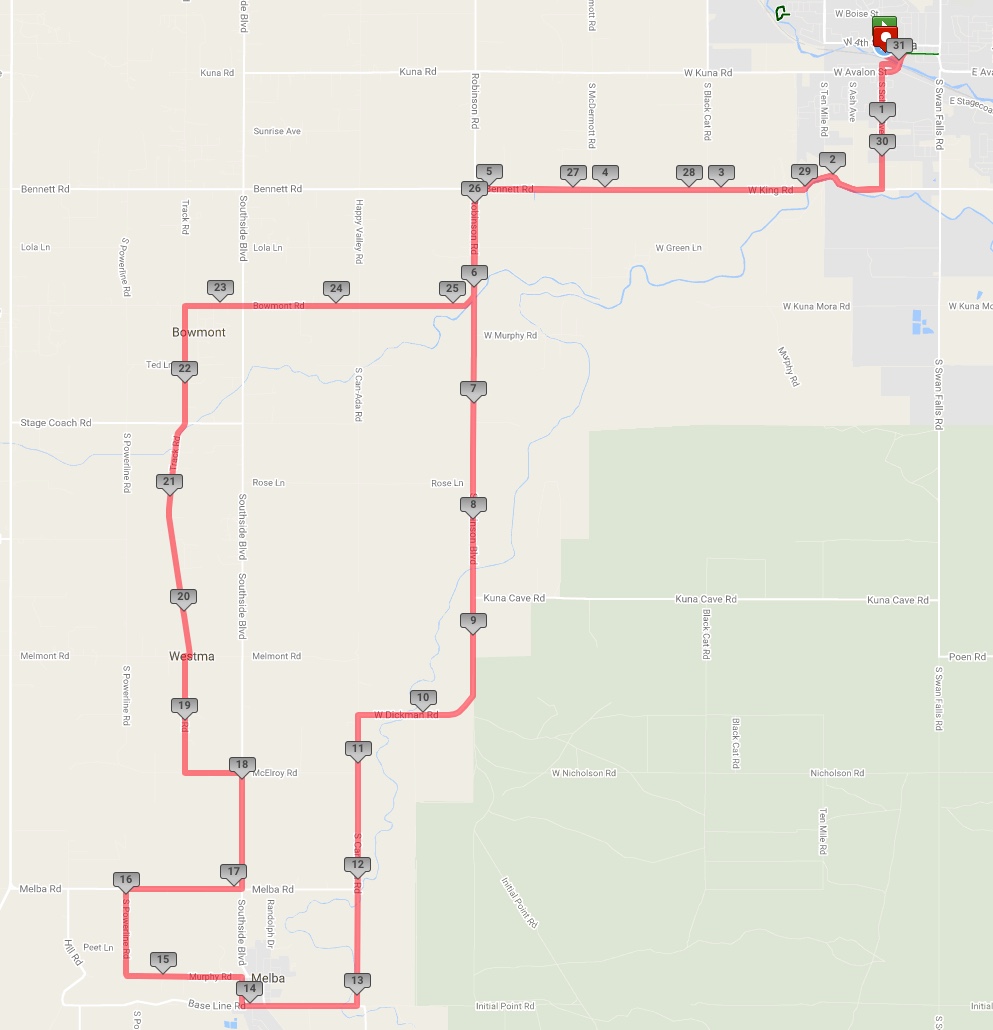 de Blvd
mott Rd
W Boise St
W 4th
a
31
Kuna Rd
Kuna Rd
W Kuna Rd
W Avalon St
E Ava
Robinson Rd
S McDermott Rd
S Black Cat Rd
S Ten Mile Rd
S Ash Ave
S Swan Falls Rd
E Stagecoa
1
Sunrise Ave
30
2
5
27
4
28
3
29
26
Bennett Rd
Bennett Rd
Bennett Rd
W King Rd
Track Rd
Southside Blvd
Happy Valley Rd
Robinson Rd
Lola Ln
Lola Ln
W Green Ln
S Powerline Rd
6
23
24
25
Bowmont Rd
W Kuna Mora Rd
W Kuna Mo
Bowmont
W Murphy Rd
Murphy Rd
Ted Ln
22
S Can-Ada Rd
7
S Swan Falls Rd
Stage Coach Rd
S Powerline Rd
21
Rose Ln
Rose Ln
8
Southside Blvd
Southside Blvd
20
Kuna Cave Rd
Kuna Cave Rd
Kuna Cave Rd
9
Black Cat Rd
Melmont Rd
Westma
Melmont Rd
Poen Rd
S Powerline Rd
S Swan Falls Rd
19
10
W Dickman Rd
Black Cat Rd
11
18
McElroy Rd
W Nicholson Rd
Nicholson Rd
Ten Mile Rd
12
17
16
Melba Rd
Melba Rd
S Powerline Rd
Southside Blvd
Randolph Dr
Initial Point Rd
Hill Rd
Peet Ln
15
Murphy Rd
Melba
13
14
Base Line Rd
Initial Point Rd
Initial
S Po
S S